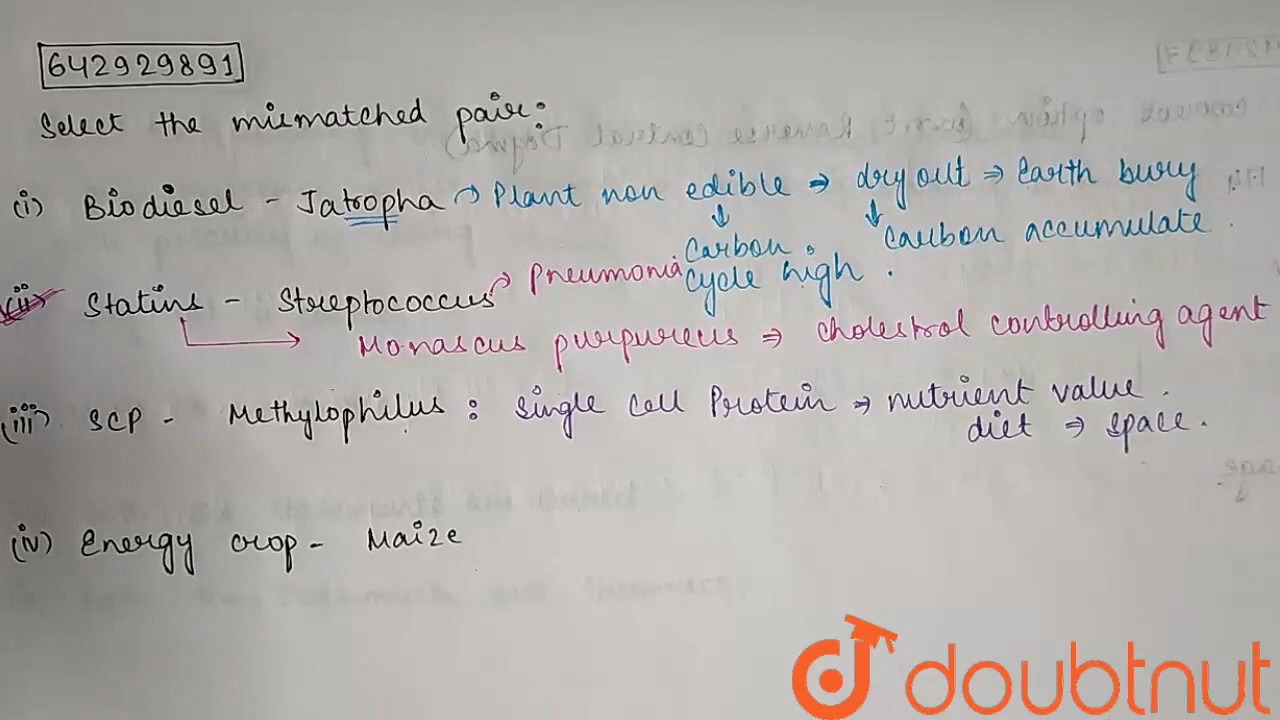 642929891
Select the mismatched pair:
(i) Biodiesel - Jatropha → Plant non edible ⇒ dry out ⇒ Earth bury
↓ Carbon cycle high.
↓ Carbon accumulate.
(ii) Statins - Streptococcus → Pneumonia
→ Monascus purpureus ⇒ Cholestrol controlling agent
(iii) SCP - Methylophilus : Single Cell Protein ⇒ nutrient value.
diet ⇒ space.
(iv) Energy crop - Maize
doubtnut